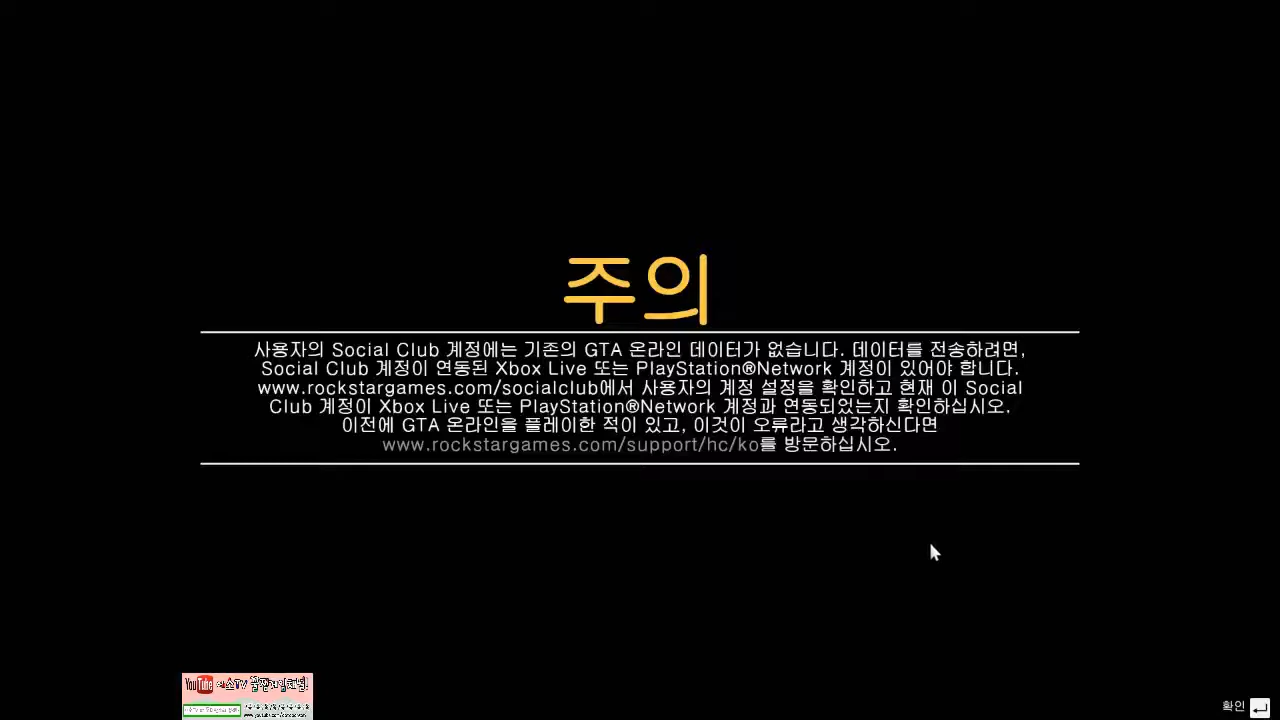 주의
사용자의 Social Club 계정에는 기존의 GTA 온라인 데이터가 없습니다. 데이터를 전송하려면,
Social Club 계정이 연동된 Xbox Live 또는 PlayStation®Network 계정이 있어야 합니다.
www.rockstargames.com/socialclub에서 사용자의 계정 설정을 확인하고 현재 이 Social
Club 계정이 Xbox Live 또는 PlayStation®Network 계정과 연동되었는지 확인하십시오.
이전에 GTA 온라인을 플레이한 적이 있고, 이것이 오류라고 생각하신다면
www.rockstargames.com/support/hc/ko를 방문하십시오.
YouTube
확인